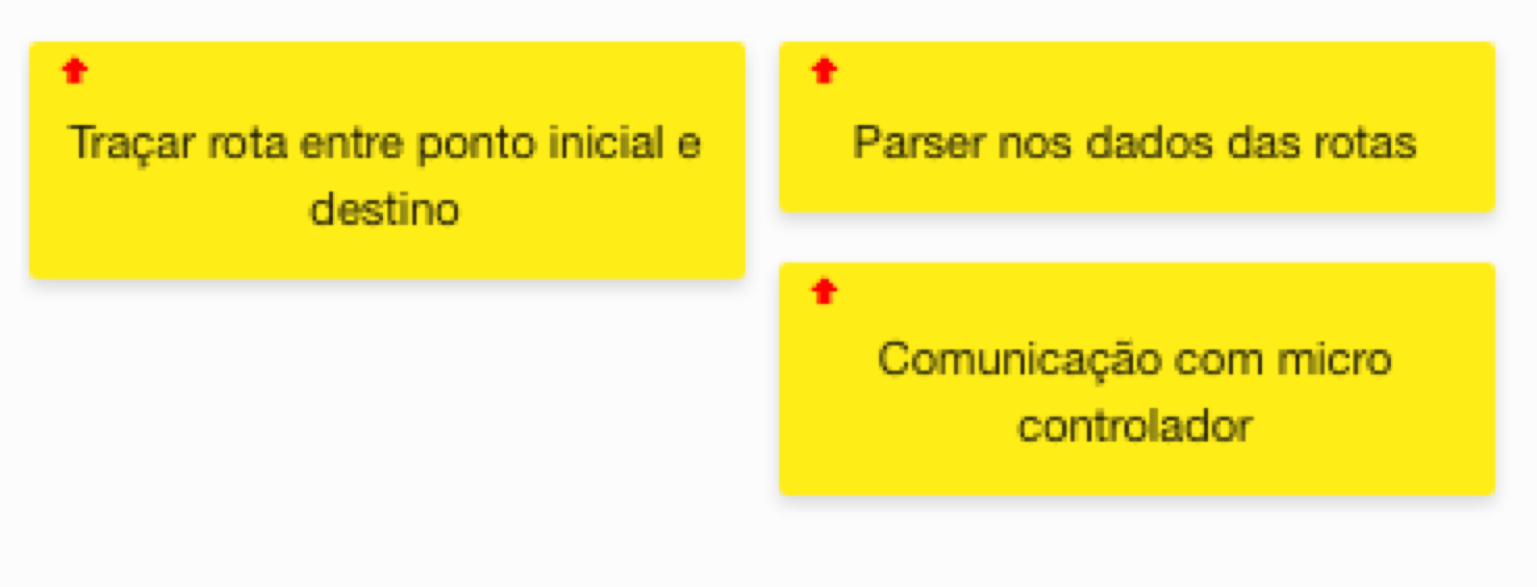 Traçar rota entre ponto inicial e
destino
Parser nos dados das rotas
Comunicação com micro
controlador